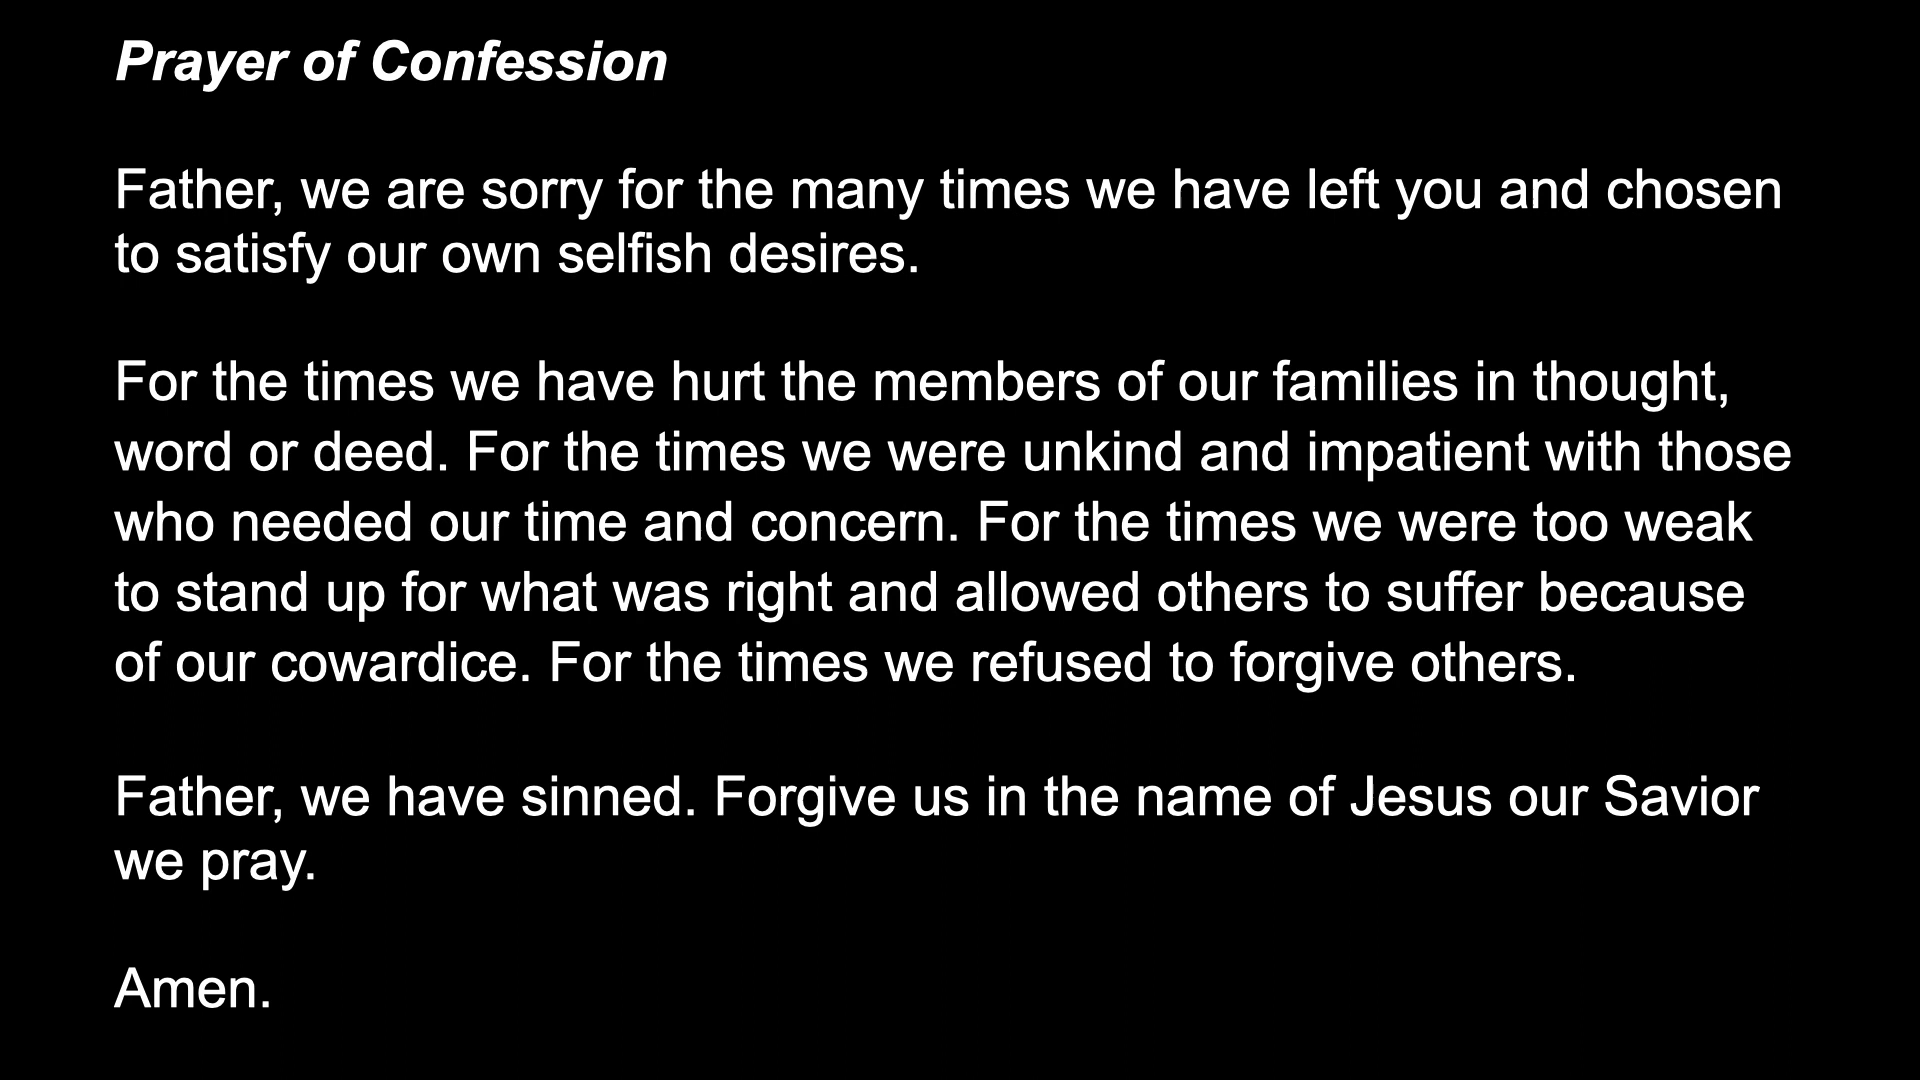 Prayer of Confession
Father, we are sorry for the many times we have left you and chosen
to satisfy our own selfish desires.
For the times we have hurt the members of our families in thought,
word or deed. For the times we were unkind and impatient with those
who needed our time and concern. For the times we were too weak
to stand up for what was right and allowed others to suffer because
of our cowardice. For the times we refused to forgive others.
Father, we have sinned. Forgive us in the name of Jesus our Savior
we pray.
Amen.